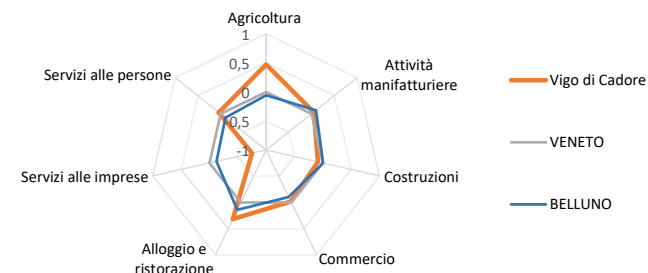 Agricoltura
1
0,5
0
-0,5
-1
Attività
manifatturiere
Costruzioni
Commercio
Alloggio e
ristorazione
Servizi alle imprese
Servizi alle persone
Vigo di Cadore
VENETO
BELLUNO